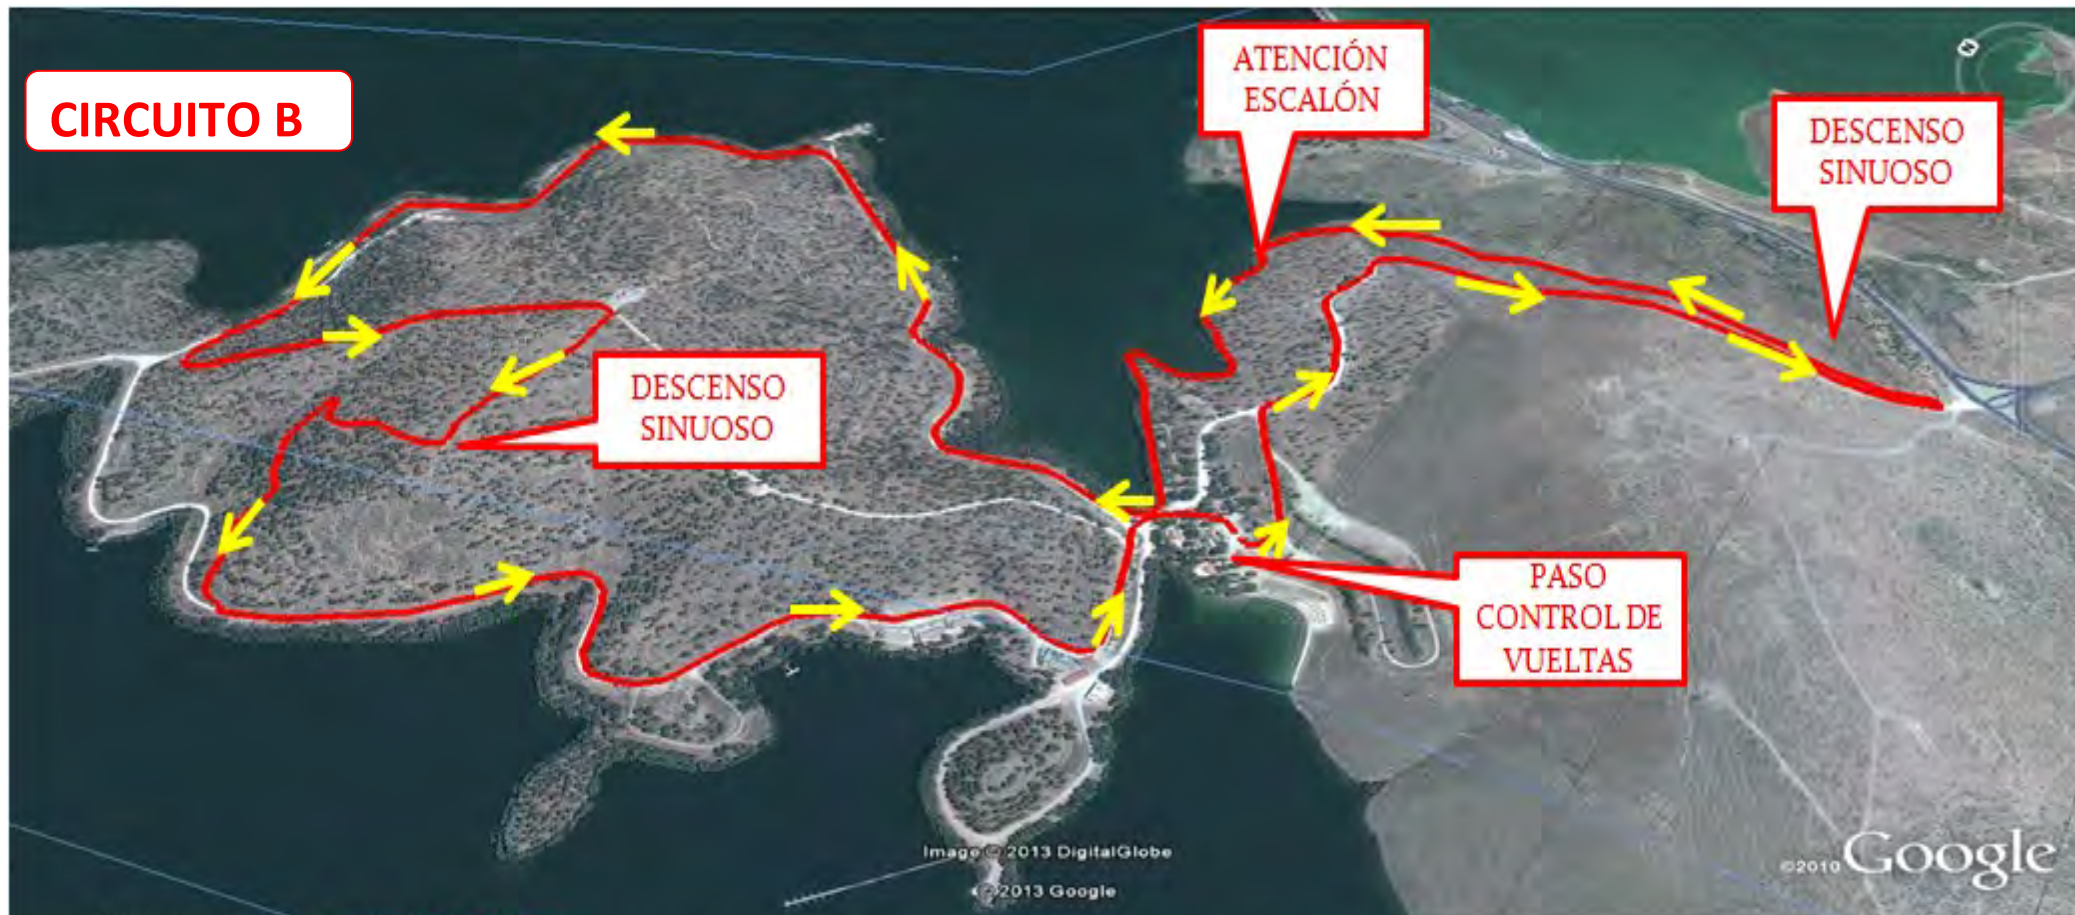 CIRCUITO B
ATENCIÓN
ESCALÓN
DESCENSO
SINUOSO
DESCENSO
SINUOSO
PASO
CONTROL DE
VUELTAS
Image © 2013 DigitalGlobe
© 2013 Google
©2010 Google